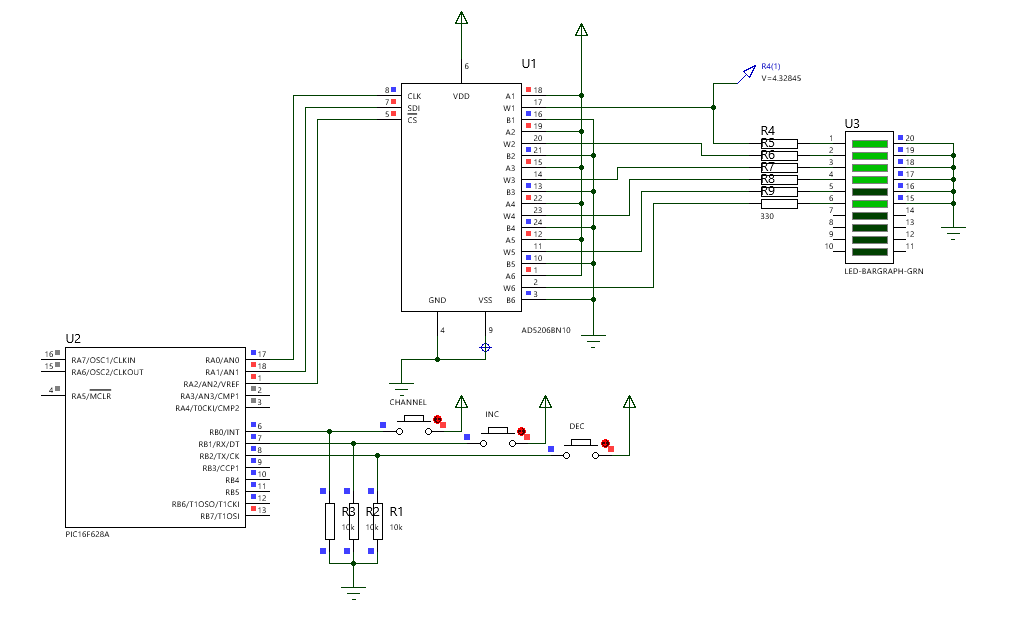 U1
6
VDD
8 CLK
7 SDI
5 CS
A1 18
W1 17
B1 16
A2 19
W2 20
B2 21
A3 15
W3 14
B3 13
A4 22
W4 23
B4 24
A5 12
W5 11
B5 10
A6 1
W6 2
B6 3
GND VSS
4 9
AD5206BN10
R4(1)
V=4.32845
R4
R5
R6
R7
R8
R9
330
U3
1 20
2 19
3 18
4 17
5 16
6 15
7 14
8 13
9 12
10 11
LED-BARGRAPH-GRN
U2
16 RA7/OSC1/CLKIN RA0/AN0 17
15 RA6/OSC2/CLKOUT RA1/AN1 18
RA2/AN2/VREF 1
4 RA5/MCLR RA3/AN3/CMP1 2
RA4/T0CKI/CMP2 3
RB0/INT 6
RB1/RX/DT 7
RB2/TX/CK 8
RB3/CCP1 9
RB4 10
RB5 11
RB6/T1OSO/T1CKI 12
RB7/T1OSI 13
PIC16F628A
CHANNEL
INC
DEC
R3 R2 R1
10k 10k 10k